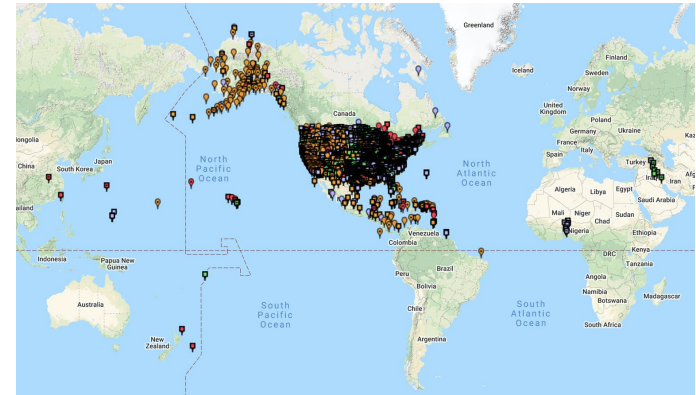 Greenland
Iceland
Finland
Sweden
Norway
United
Kingdom
Poland
Germany
Ukraine
France
Italy
Spain
Turkey
Iran
Canada
ongolia
China
South Korea
Japan
North
Pacific
Ocean
North
Atlantic
Ocean
Algeria
Libya
Egypt
Saudi Arabia
Mali
Niger
Chad
Sudan
Nigeria
Ethiopia
Kenya
DRC
Tanzania
Angola
Namibia
Botswana
Madagascar
South Africa
ailand
Indonesia
Papua New
Guinea
Australia
New
Zealand
South
Pacific
Ocean
South
Atlantic
Ocean
Venezuela
Colombia
Peru
Brazil
Bolivia
Chile
Argentina